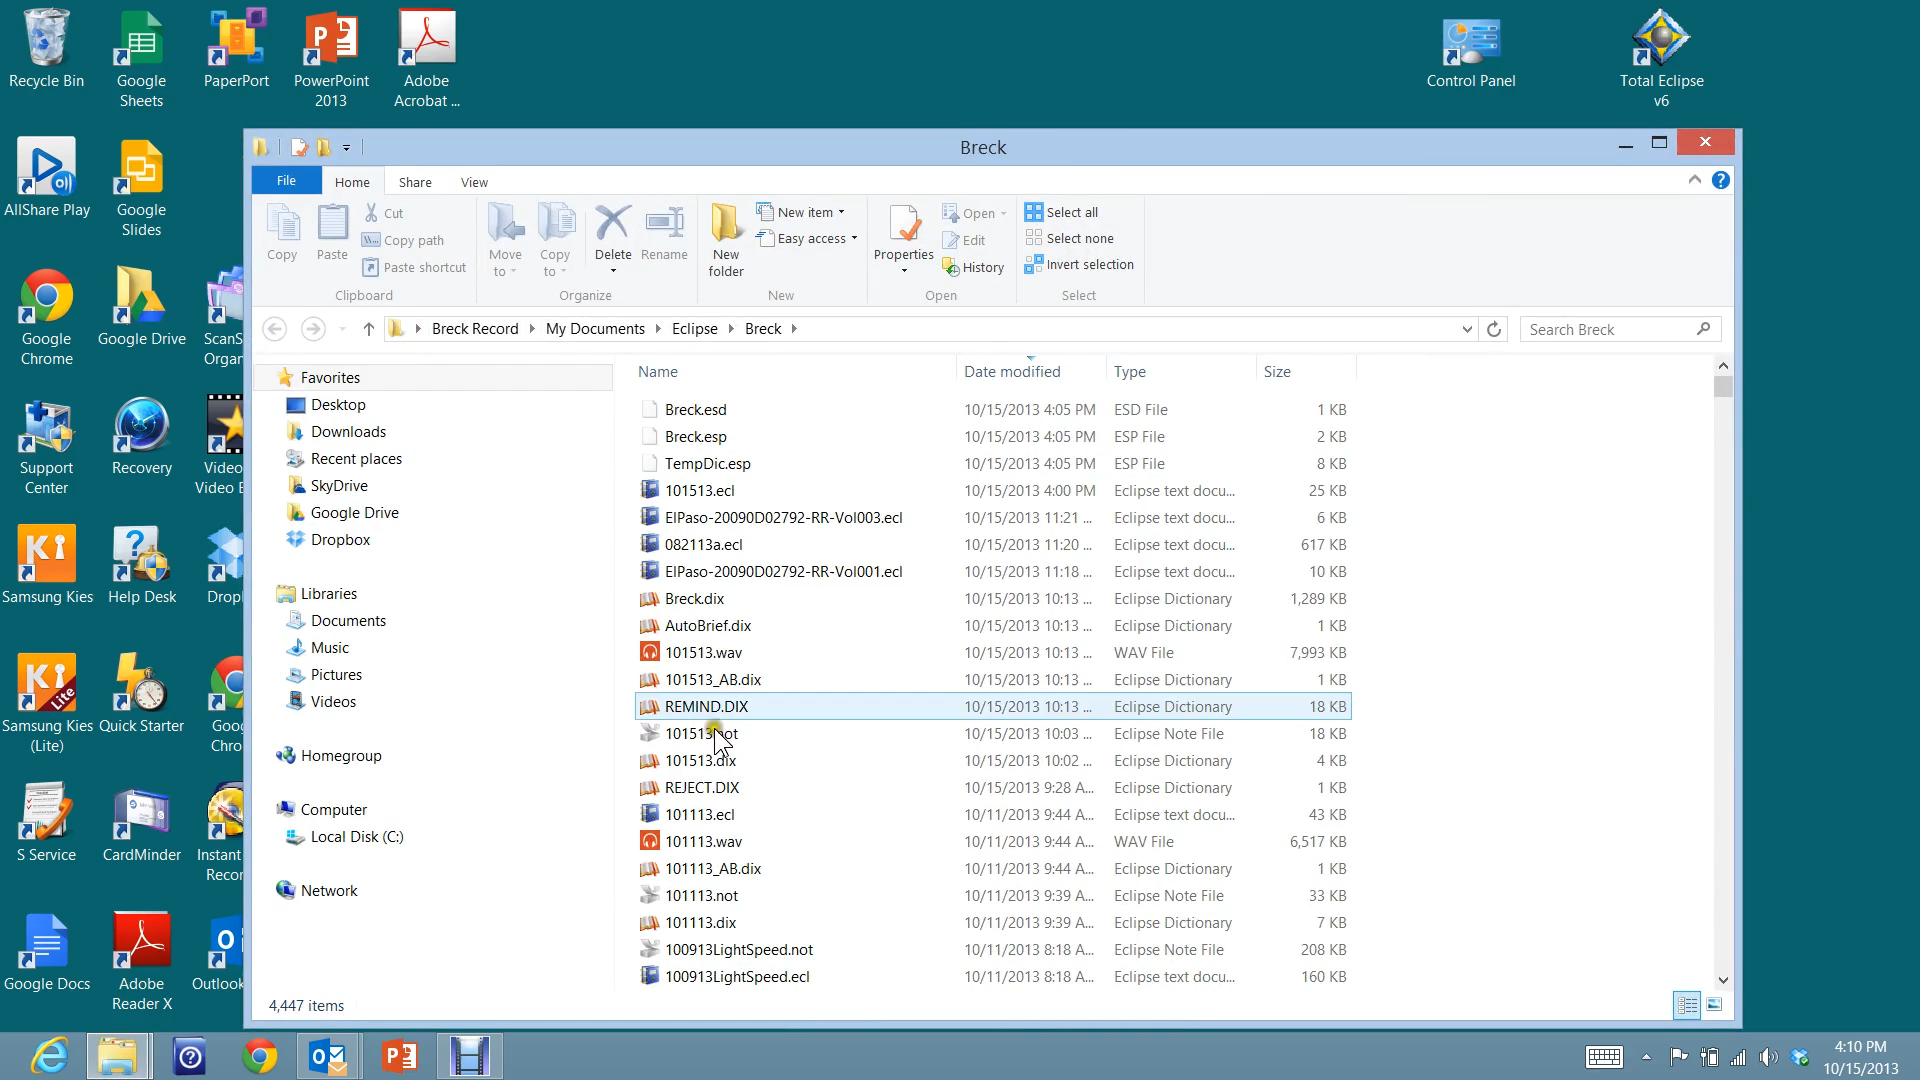 Recycle Bin
Google
Sheets
PaperPort
PowerPoint
2013
Adobe
Acrobat ...
Control Panel
Total Eclipse
v6
AllShare Play
Google
Slides
Google
Chrome
Google Drive
ScanS
Organ
Support
Center
Recovery
Video
Video E
Samsung Kies
Help Desk
Dropl
Samsung Kies
(Lite)
Quick Starter
Goo
Chro
S Service
CardMinder
Instant
Recor
Google Docs
Adobe
Reader X
Outlook
Breck
File
Home
Share
View
Copy
Paste
Cut
Copy path
Paste shortcut
Clipboard
Move
to
Copy
to
Delete
Rename
Organize
New
folder
New item
Easy access
New
Properties
Open
Edit
History
Open
Select all
Select none
Invert selection
Select
Breck Record
My Documents
Eclipse
Breck
Search Breck
Favorites
Desktop
Downloads
Recent places
SkyDrive
Google Drive
Dropbox
Libraries
Documents
Music
Pictures
Videos
Homegroup
Computer
Local Disk (C:)
Network
Name Date modified Type Size
Breck.esd 10/15/2013 4:05 PM ESD File 1 KB
Breck.esp 10/15/2013 4:05 PM ESP File 2 KB
TempDic.esp 10/15/2013 4:05 PM ESP File 8 KB
101513.ecl 10/15/2013 4:00 PM Eclipse text docu... 25 KB
ElPaso-20090D02792-RR-Vol003.ecl 10/15/2013 11:21 ... Eclipse text docu... 6 KB
082113a.ecl 10/15/2013 11:20 ... Eclipse text docu... 617 KB
ElPaso-20090D02792-RR-Vol001.ecl 10/15/2013 11:18 ... Eclipse text docu... 10 KB
Breck.dix 10/15/2013 10:13 ... Eclipse Dictionary 1,289 KB
AutoBrief.dix 10/15/2013 10:13 ... Eclipse Dictionary 1 KB
101513.wav 10/15/2013 10:13 ... WAV File 7,993 KB
101513_AB.dix 10/15/2013 10:13 ... Eclipse Dictionary 1 KB
REMIND.DIX 10/15/2013 10:13 ... Eclipse Dictionary 18 KB
101513.not 10/15/2013 10:03 ... Eclipse Note File 18 KB
101513.dix 10/15/2013 10:02 ... Eclipse Dictionary 4 KB
REJECT.DIX 10/15/2013 9:28 A... Eclipse Dictionary 1 KB
101113.ecl 10/11/2013 9:44 A... Eclipse text docu... 43 KB
101113.wav 10/11/2013 9:44 A... WAV File 6,517 KB
101113_AB.dix 10/11/2013 9:44 A... Eclipse Dictionary 1 KB
101113.not 10/11/2013 9:39 A... Eclipse Note File 33 KB
101113.dix 10/11/2013 9:39 A... Eclipse Dictionary 7 KB
100913LightSpeed.not 10/11/2013 8:18 A... Eclipse Note File 208 KB
100913LightSpeed.ecl 10/11/2013 8:18 A... Eclipse text docu... 160 KB
4,447 items
4:10 PM
10/15/2013